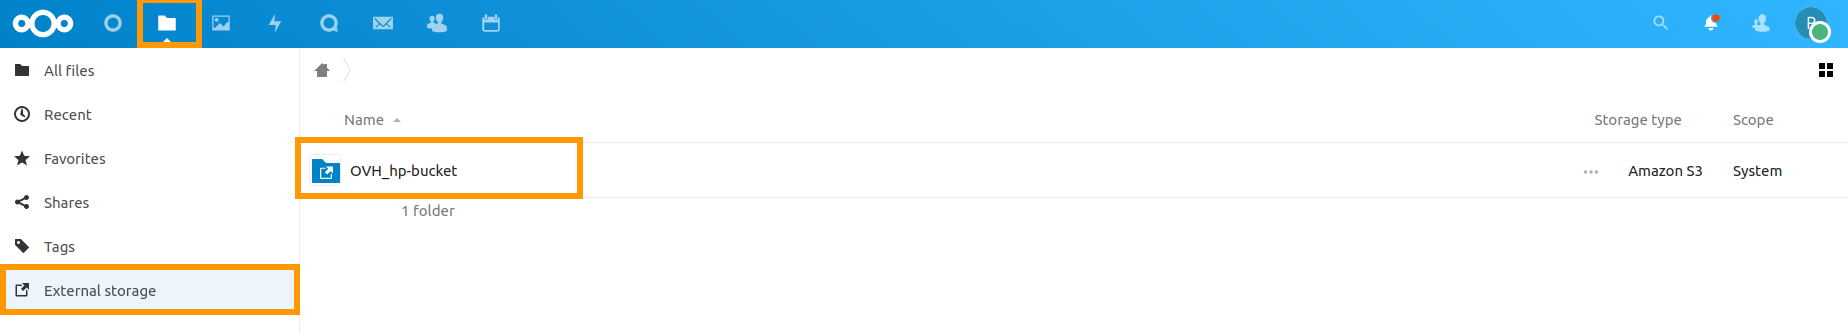 P
All files
Recent
Favorites
Shares
Tags
External storage
Name
Storage type
Scope
OVH_hp-bucket
Amazon S3
System
1 folder